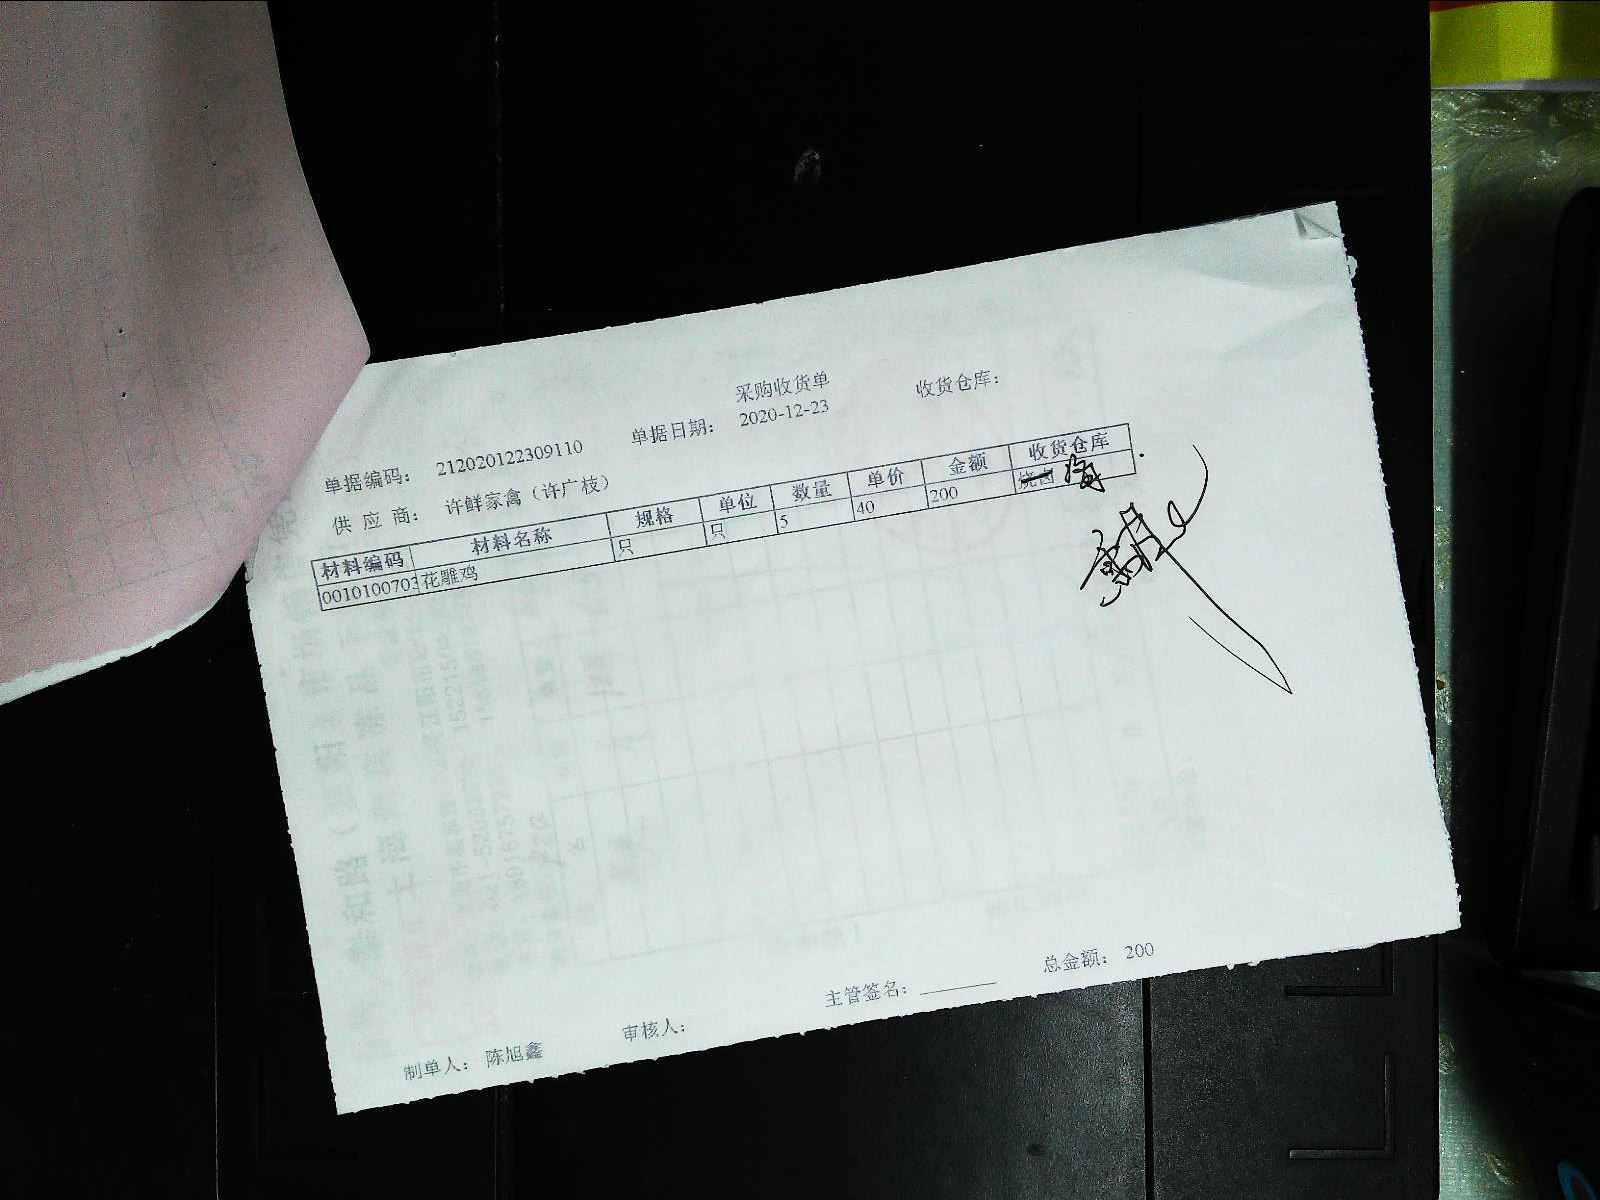 采购收货单
单据编码: 212020122309110 单据日期: 2020-12-23 收货仓库:
供应商: 许鲜家禽（许广枝）
材料编码 材料名称 规格 单位 数量 单价 金额 收货仓库
0010100703 花雕鸡 只 只 5 40 200 烧卤
总金额: 200
制单人: 陈旭鑫 审核人: 主管签名: